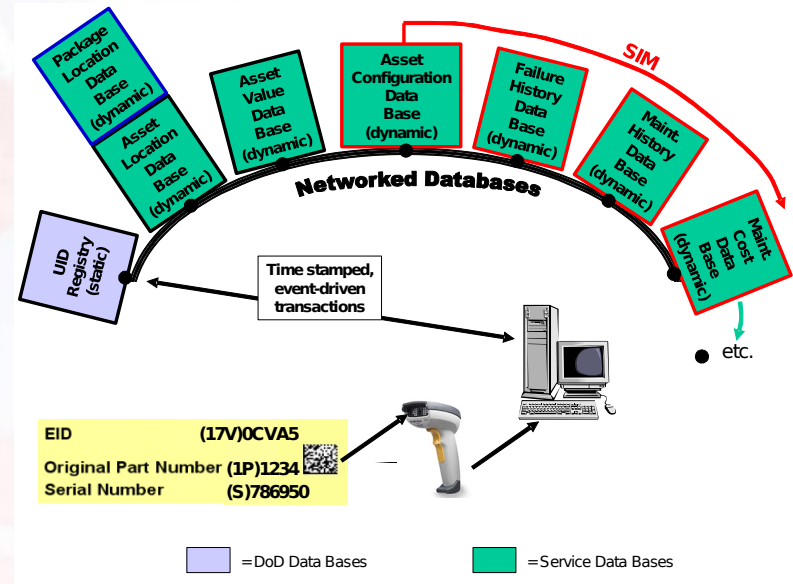 Package
Location
Data
Base
(dynamic)
Asset
Location
Data
Base
(dynamic)
Asset
Value
Data
Base
(dynamic)
Asset
Configuration
Data
Base
(dynamic)
Failure
History
Data
Base
(dynamic)
Maint.
History
Data
Base
(dynamic)
Maint.
Cost
Data
Base
(dynamic)
SIM
Networked Databases
UID
Registry
(static)
Time stamped,
event-driven
transactions
etc.
EID (17V)0CVA5
Original Part Number (1P)1234
Serial Number (S)786950
=DoD Data Bases
=Service Data Bases